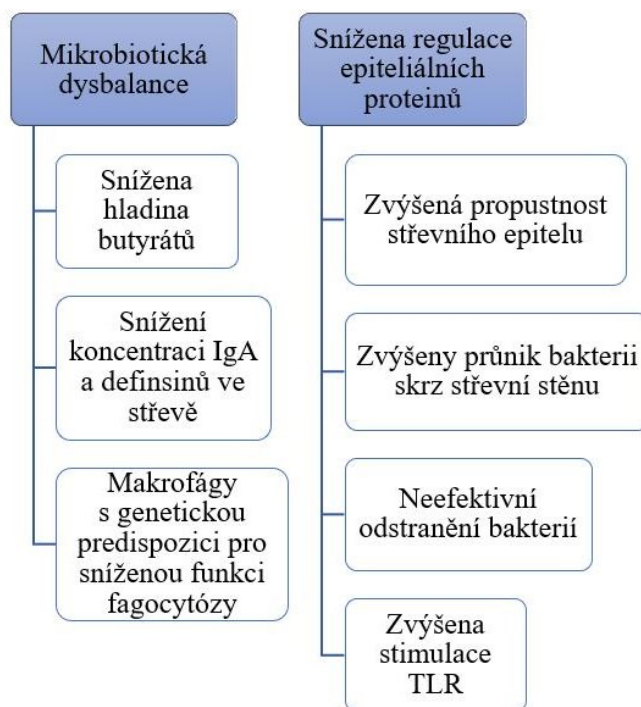 Mikrobiotická
dysbalance
Snížena
hladina
butyrátů
Snížení
koncentraci IgA
a definsinů ve
střevě
Makrofágy
s genetickou
predispozici pro
sníženou funkci
fagocytózy
Snížena regulace
epiteliálních
proteinů
Zvýšená propustnost
střevního epitelu
Zvýšeny průnik bakterii
skrz střevní stěnu
Neefektivní
odstranění bakterií
Zvýšena
stimulace
TLR